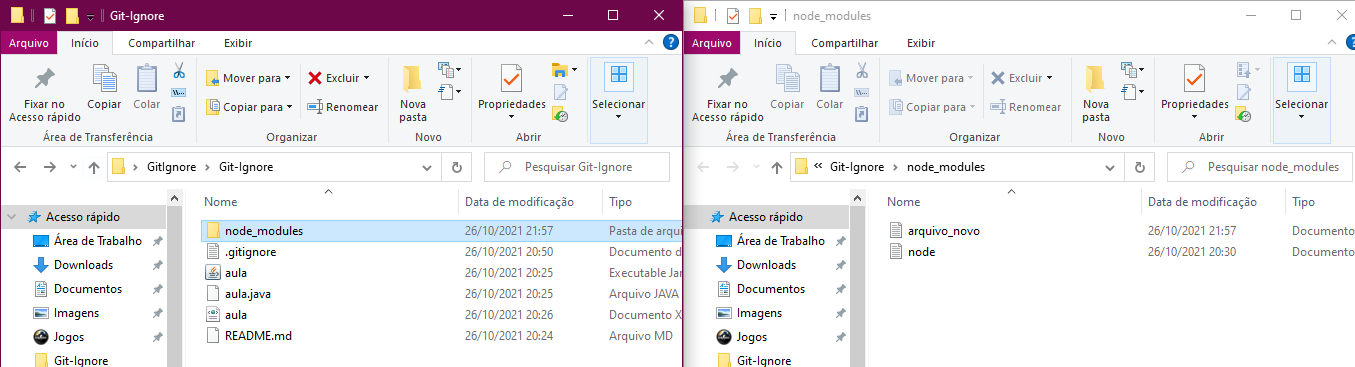 Git-Ignore
Arquivo Início Compartilhar Exibir
Fixar no Acesso rápido
Copiar
Colar
Mover para
Copiar para
Excluir
Renomear
Nova pasta
Propriedades
Selecionar
Área de Transferência Organizar Novo Abrir
GitIgnore › Git-Ignore
Pesquisar Git-Ignore
Acesso rápido
Área de Trabalho
Downloads
Documentos
Imagens
Jogos
Git-Ignore
Nome Data de modificação Tipo
node_modules 26/10/2021 21:57 Pasta de arqui
.gitignore 26/10/2021 20:50 Documento d
aula 26/10/2021 20:25 Executable Jar
aula.java 26/10/2021 20:25 Arquivo JAVA
aula 26/10/2021 20:26 Documento X
README.md 26/10/2021 20:24 Arquivo MD
node_modules
Arquivo Início Compartilhar Exibir
Fixar no Acesso rápido
Copiar
Colar
Mover para
Copiar para
Excluir
Renomear
Nova pasta
Propriedades
Selecionar
Área de Transferência Organizar Novo Abrir
« Git-Ignore › node_modules
Pesquisar node_modules
Acesso rápido
Área de Trabalho
Downloads
Documentos
Imagens
Jogos
Git-Ignore
Nome Data de modificação Tipo
arquivo_novo 26/10/2021 21:57 Documento
node 26/10/2021 20:30 Documento